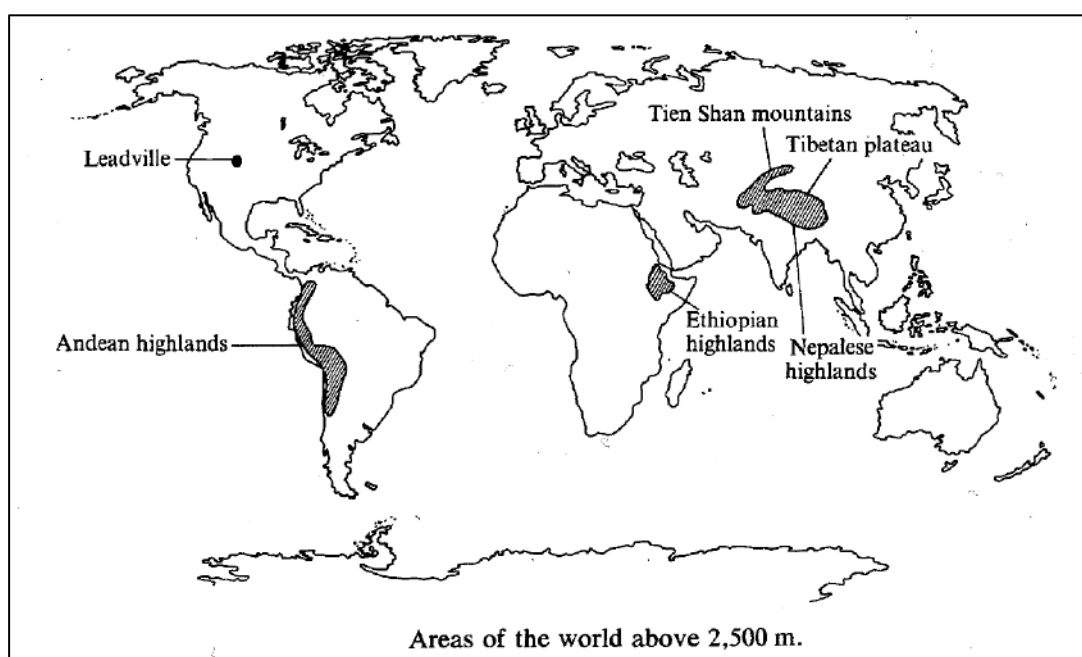 Tien Shan mountains
Tibetan plateau
Leadville
Andean highlands
Ethiopian
highlands
Nepalese
highlands
Areas of the world above 2,500 m.